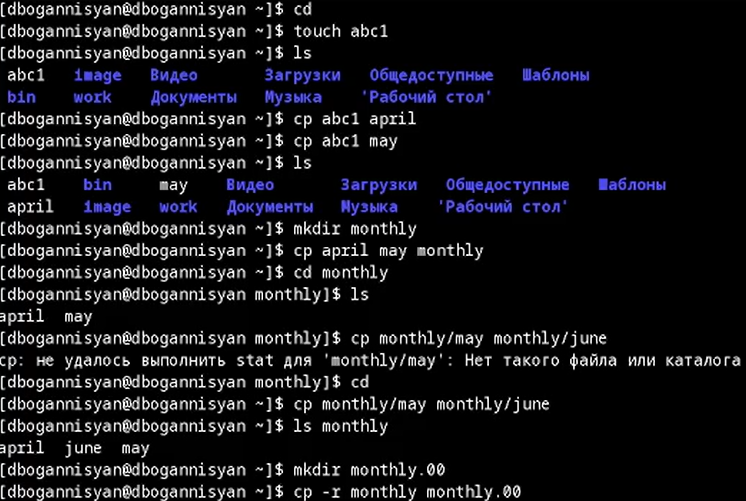 [dbogannisyan@dbogannisyan ~]$ cd
[dbogannisyan@dbogannisyan ~]$ touch abc1
[dbogannisyan@dbogannisyan ~]$ ls
abc1 image Видео Загрузки Общедоступные Шаблоны
bin work Документы Музыка 'Рабочий стол'
[dbogannisyan@dbogannisyan ~]$ cp abc1 april
[dbogannisyan@dbogannisyan ~]$ cp abc1 may
[dbogannisyan@dbogannisyan ~]$ ls
abc1 bin may Видео Загрузки Общедоступные Шаблоны
april image work Документы Музыка 'Рабочий стол'
[dbogannisyan@dbogannisyan ~]$ mkdir monthly
[dbogannisyan@dbogannisyan ~]$ cp april may monthly
[dbogannisyan@dbogannisyan ~]$ cd monthly
[dbogannisyan@dbogannisyan monthly]$ ls
april may
[dbogannisyan@dbogannisyan monthly]$ cp monthly/may monthly/june
cp: не удалось выполнить stat для 'monthly/may': Нет такого файла или каталога
[dbogannisyan@dbogannisyan monthly]$ cd
[dbogannisyan@dbogannisyan ~]$ cp monthly/may monthly/june
[dbogannisyan@dbogannisyan ~]$ ls monthly
april june may
[dbogannisyan@dbogannisyan ~]$ mkdir monthly.00
[dbogannisyan@dbogannisyan ~]$ cp -r monthly monthly.00